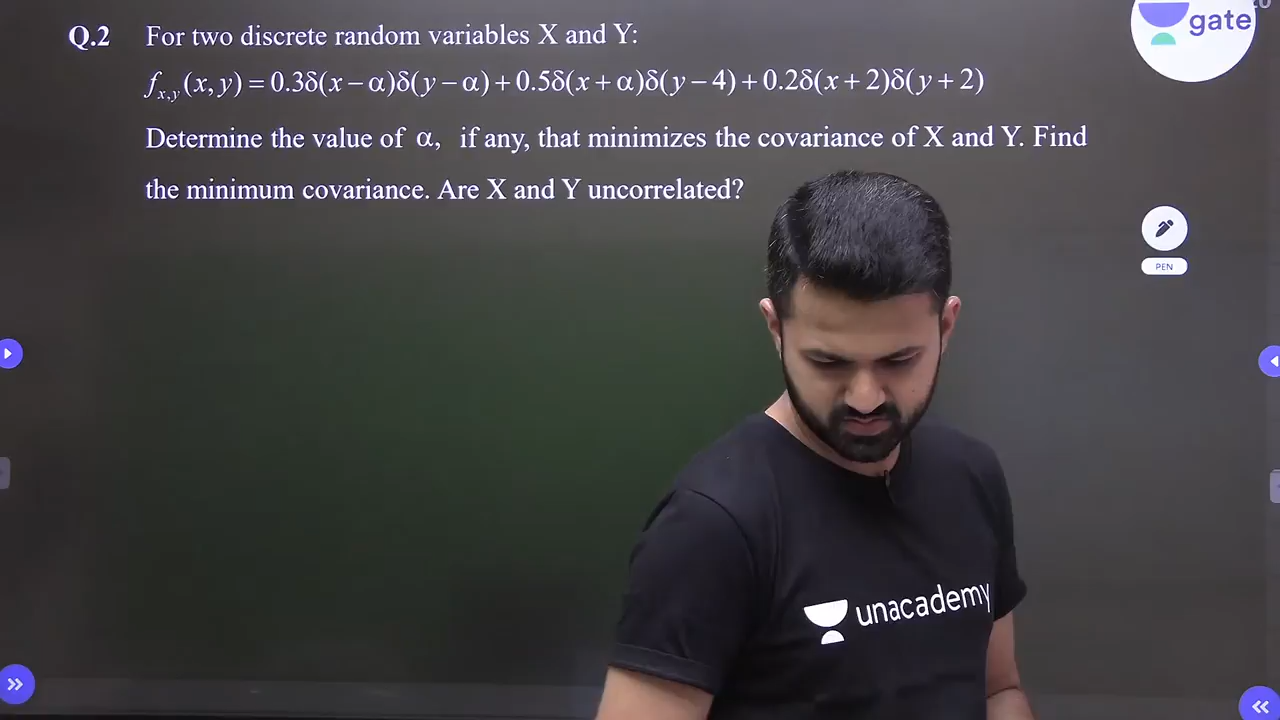 Q.2 For two discrete random variables X and Y:
f_{x,y}(x, y) = 0.3δ(x − α)δ(y − α) + 0.5δ(x + α)δ(y − 4) + 0.2δ(x + 2)δ(y + 2)
Determine the value of α, if any, that minimizes the covariance of X and Y. Find
the minimum covariance. Are X and Y uncorrelated?
gate
PEN
unacademy